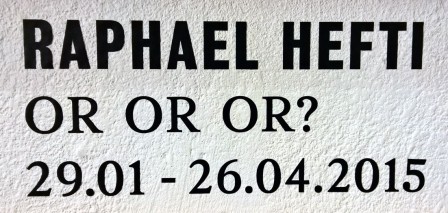 RAPHAEL HEFTI
OR OR OR?
29.01 - 26.04.2015